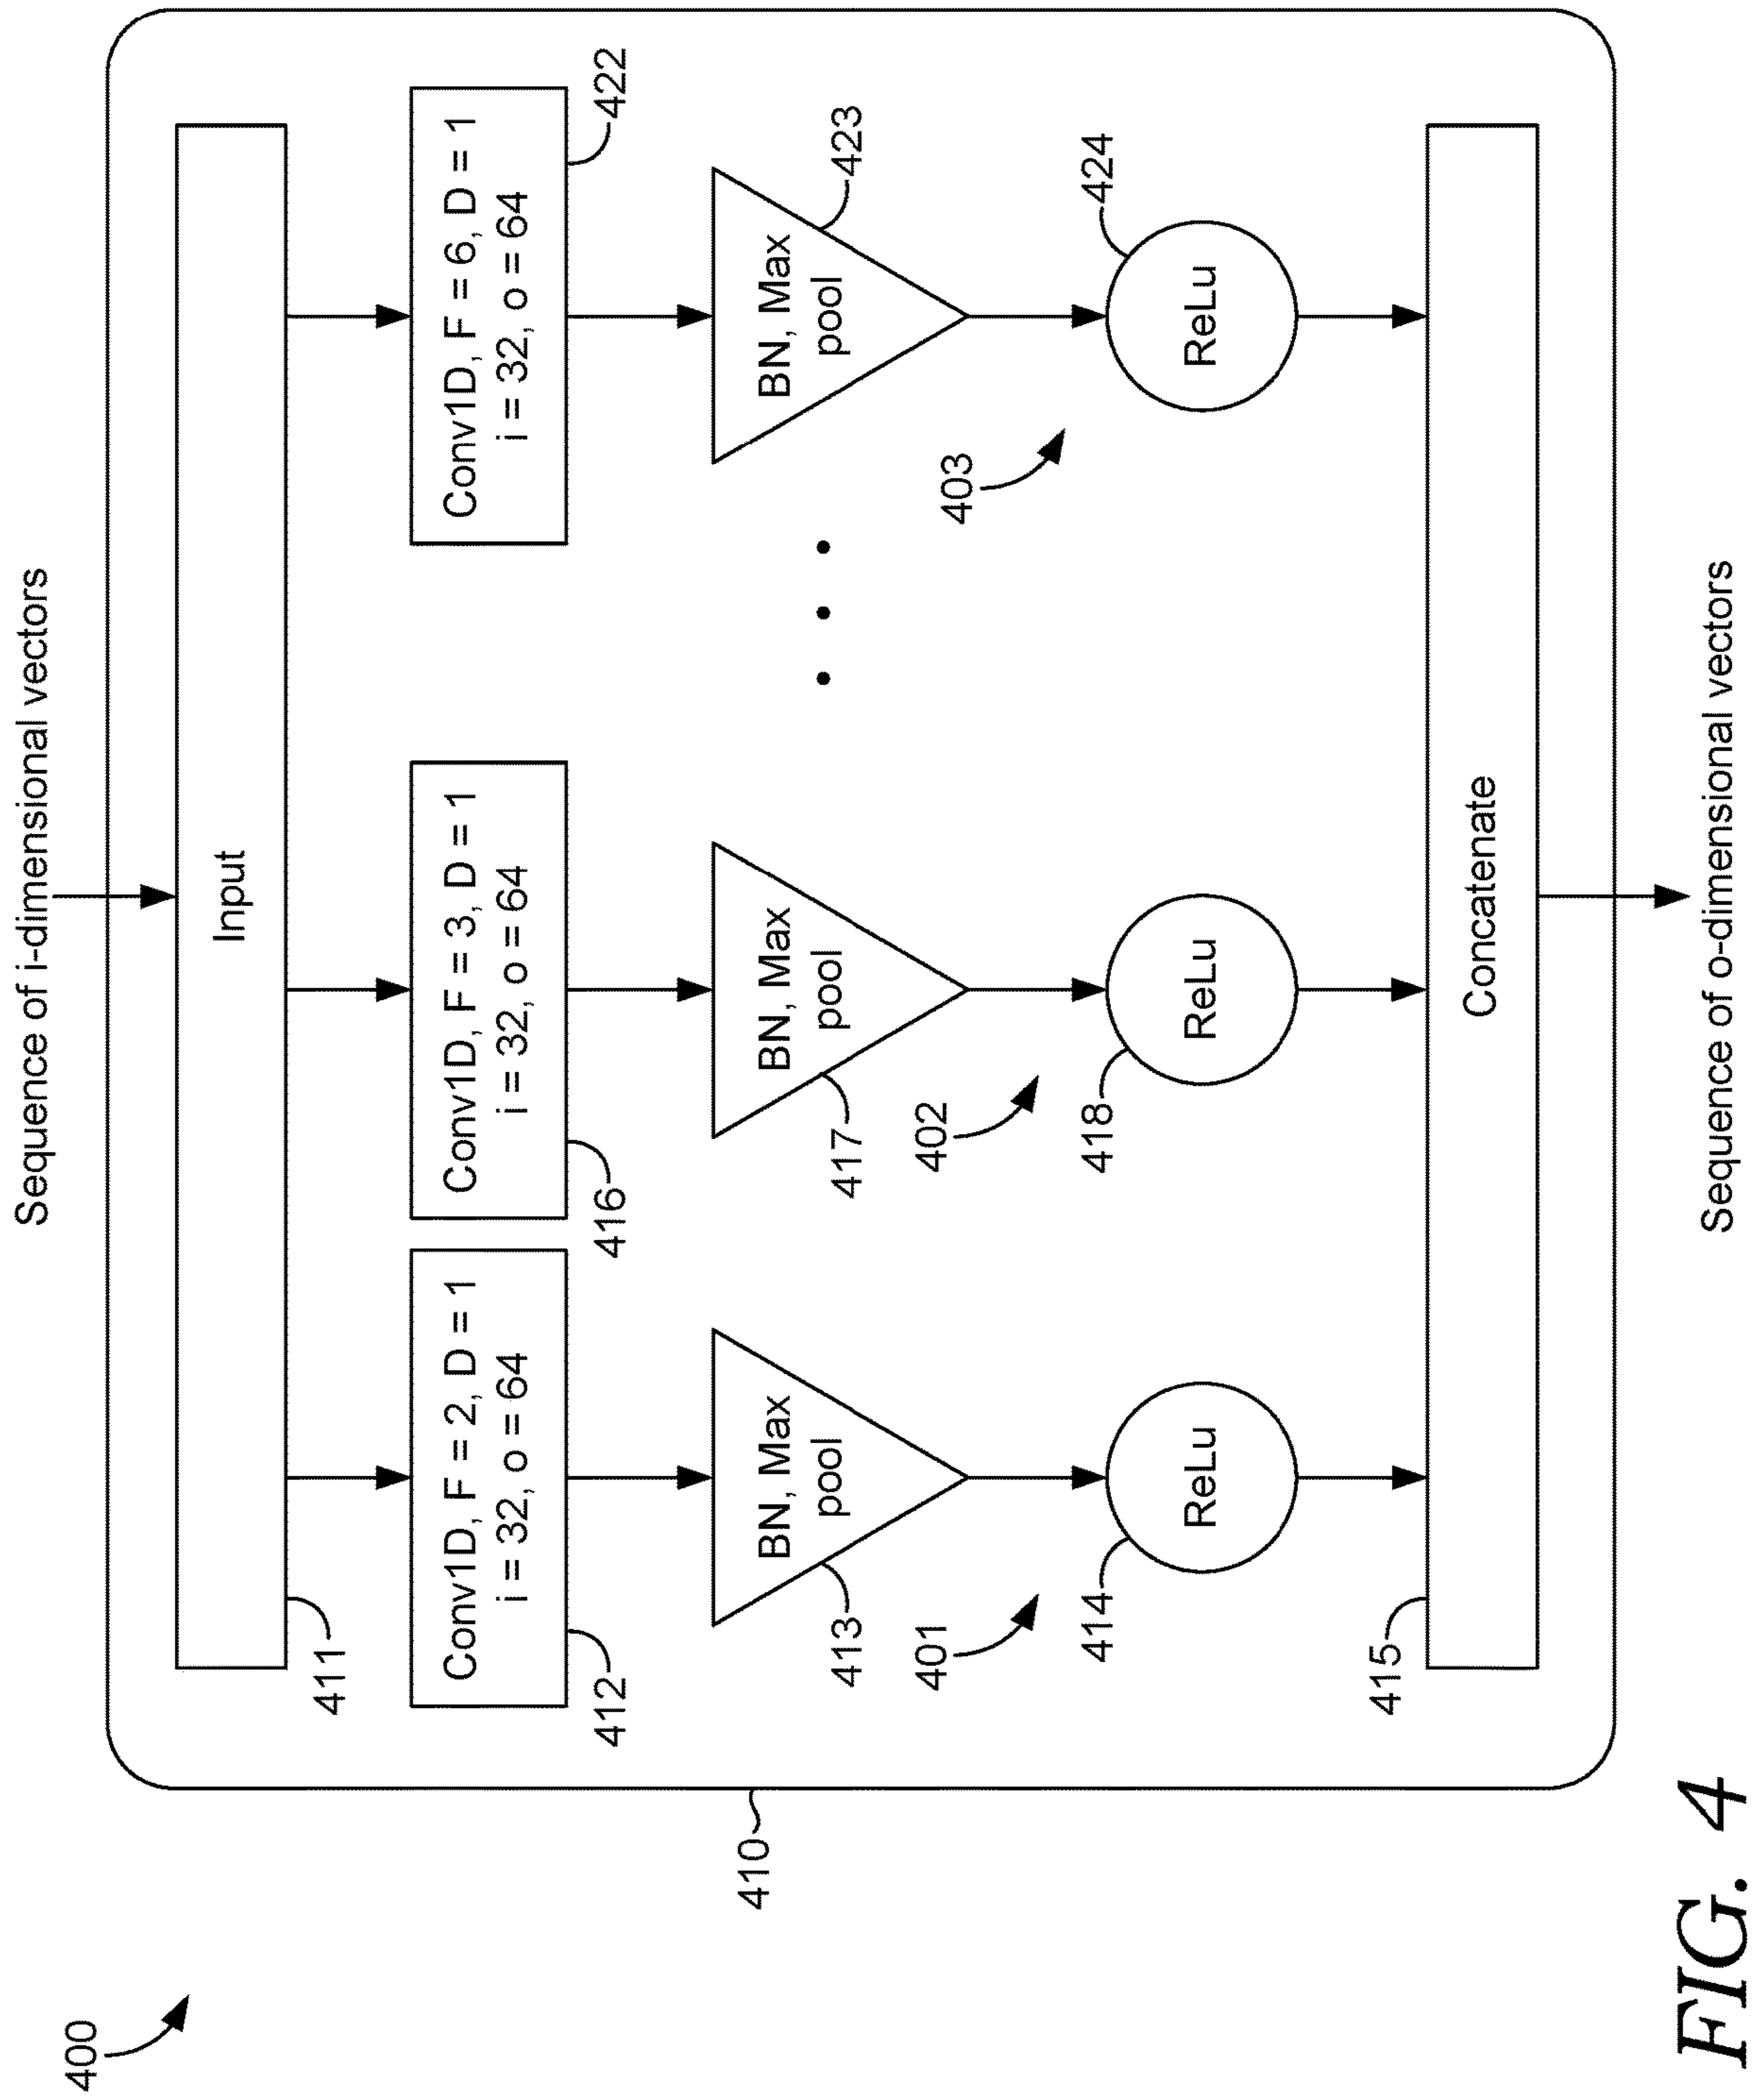 400
410
Sequence of i-dimensional vectors
Input
411
Conv1D, F = 2, D = 1
i = 32, o = 64
412
Conv1D, F = 3, D = 1
i = 32, o = 64
416
Conv1D, F = 6, D = 1
i = 32, o = 64
422
BN, Max
pool
413
BN, Max
pool
417
BN, Max
pool
423
401
402
403
414
ReLu
418
ReLu
424
ReLu
415
Concatenate
Sequence of o-dimensional vectors
FIG. 4